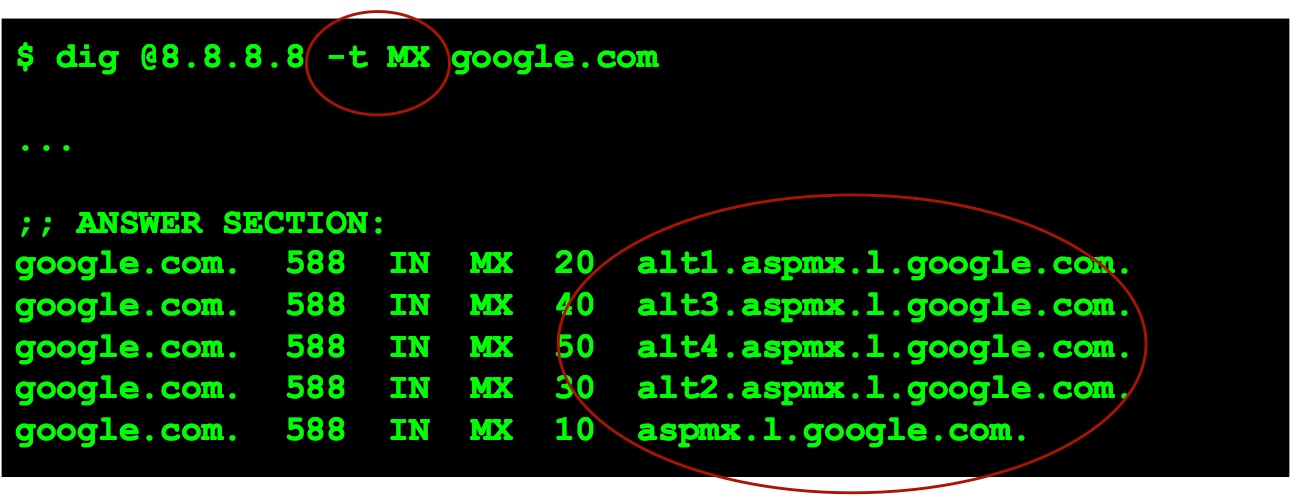 $ dig @8.8.8.8 -t MX google.com
...
;; ANSWER SECTION:
google.com. 588 IN MX 20 alt1.aspmx.l.google.com.
google.com. 588 IN MX 40 alt3.aspmx.l.google.com.
google.com. 588 IN MX 50 alt4.aspmx.l.google.com.
google.com. 588 IN MX 30 alt2.aspmx.l.google.com.
google.com. 588 IN MX 10 aspmx.l.google.com.